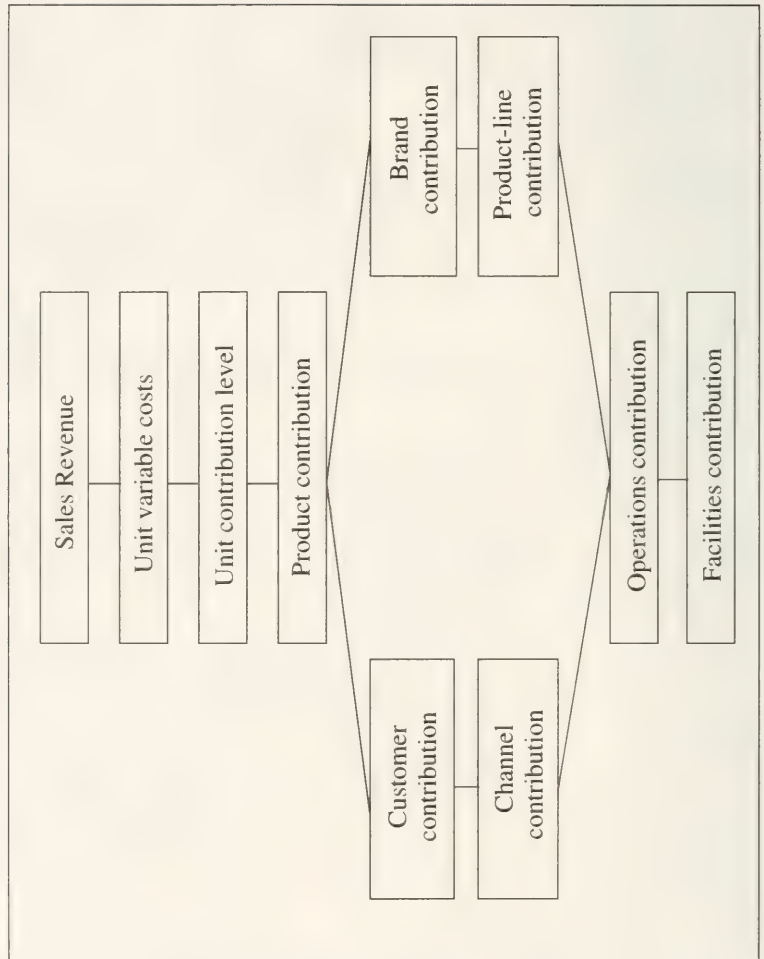 Sales Revenue
Unit variable costs
Unit contribution level
Product contribution
Customer
contribution
Channel
contribution
Brand
contribution
Product-line
contribution
Operations contribution
Facilities contribution